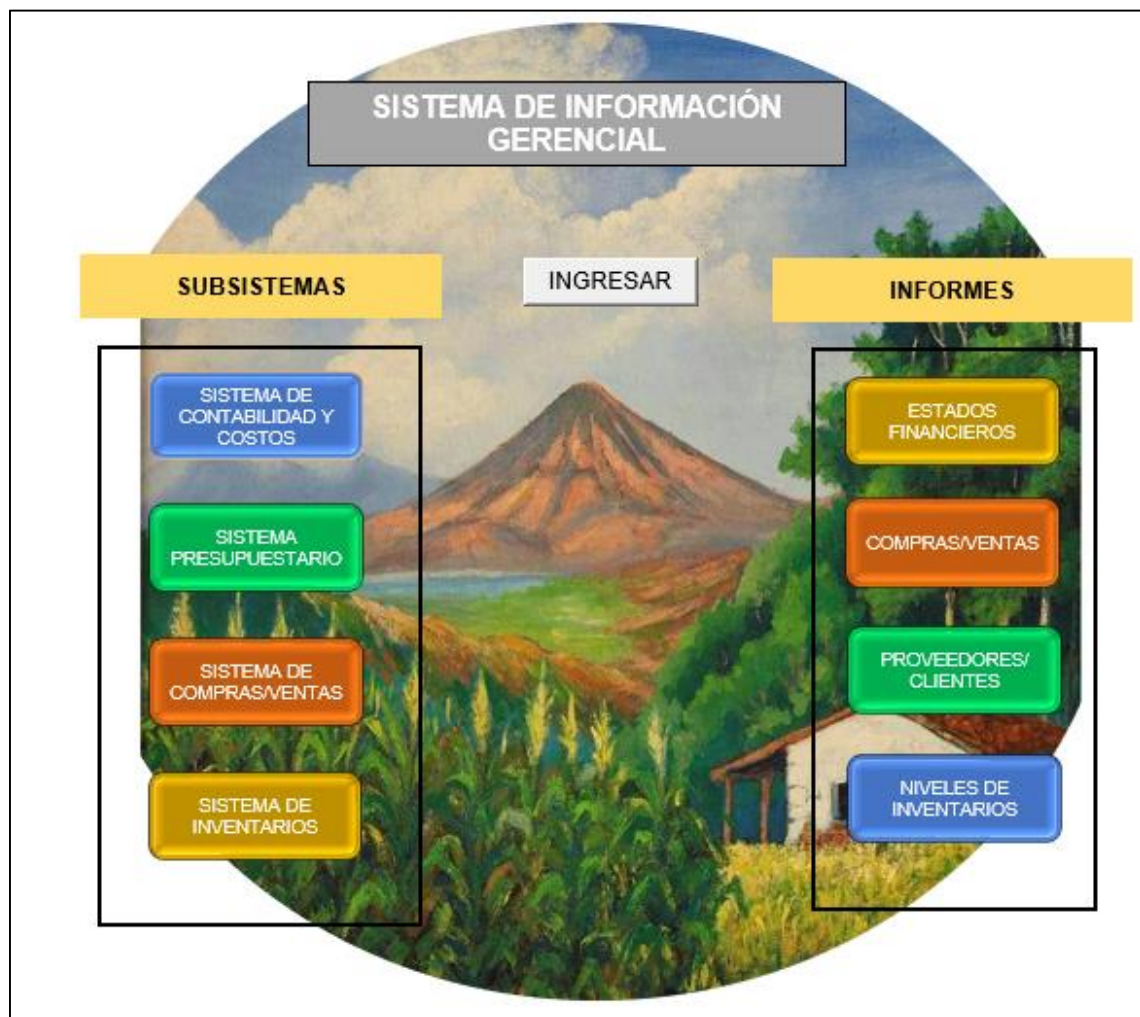 SISTEMA DE INFORMACIÓN
GERENCIAL
SUBSISTEMAS
INGRESAR
INFORMES
SISTEMA DE
CONTABILIDAD Y
COSTOS
SISTEMA
PRESUPUESTARIO
SISTEMA DE
COMPRAS/VENTAS
SISTEMA DE
INVENTARIOS
ESTADOS
FINANCIEROS
COMPRAS/VENTAS
PROVEEDORES/
CLIENTES
NIVELES DE
INVENTARIOS